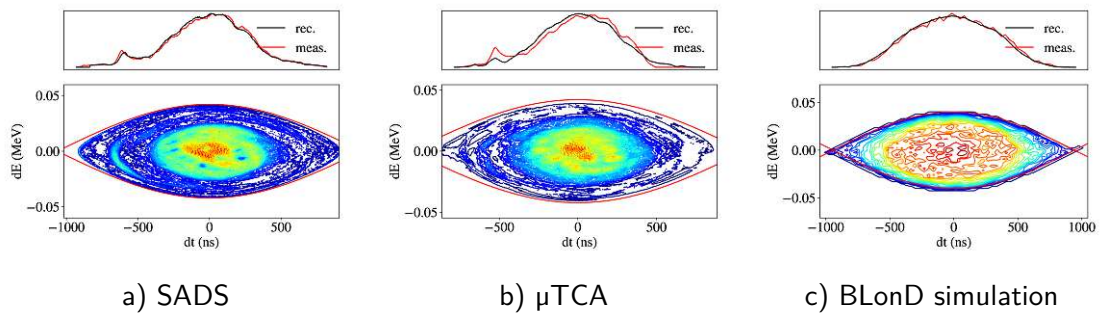 rec.
meas.
rec.
meas.
rec.
meas.
dE (MeV)
0.05
0.00
−0.05
−1000 −500 0 500
dt (ns)
dE (MeV)
0.05
0.00
−0.05
−500 0 500
dt (ns)
dE (MeV)
0.05
0.00
−0.05
−1000 −500 0 500 1000
dt (ns)
a) SADS
b) µTCA
c) BLonD simulation